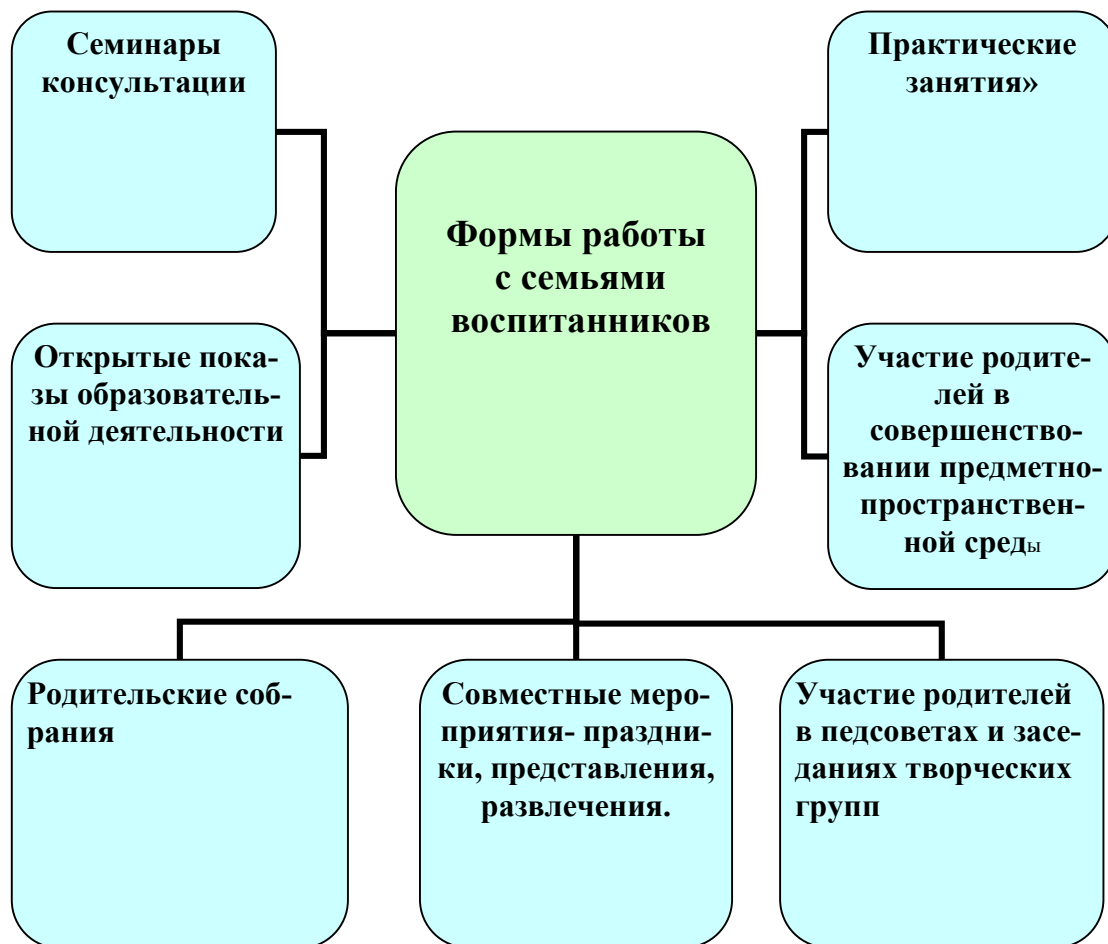 Семинары
консультации
Практические
занятия»
Формы работы
с семьями
воспитанников
Открытые пока-
зы образователь-
ной деятельности
Участие родите-
лей в
совершенство-
вании предметно-
пространствен-
ной среды
Родительские соб-
рания
Совместные меро-
приятия- праздни-
ки, представления,
развлечения.
Участие родителей
в педсоветах и засе-
даниях творческих
групп